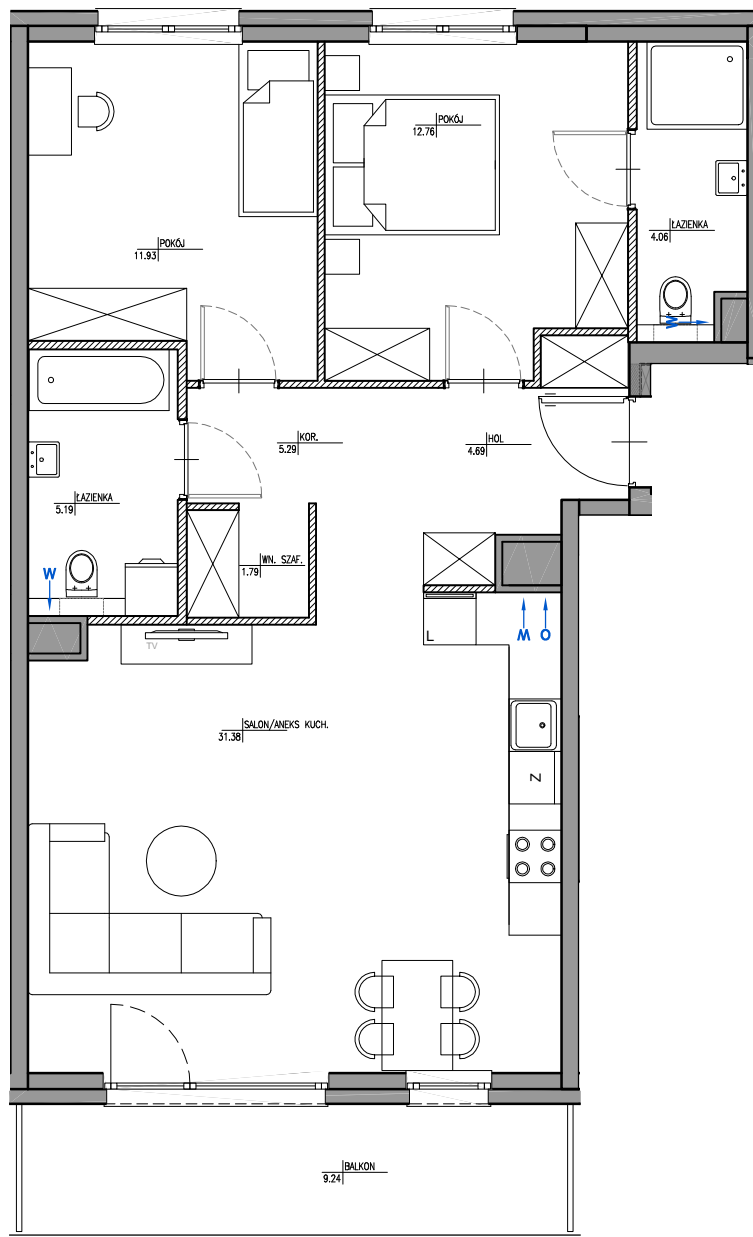 POKÓJ
12.76
ŁAZIENKA
4.06
POKÓJ
11.93
W
KOR.
5.29
HOL
4.69
ŁAZIENKA
5.19
WN. SZAF.
1.79
W
L
W O
TV
SALON/ANEKS KUCH.
31.38
Z
BALKON
9.24